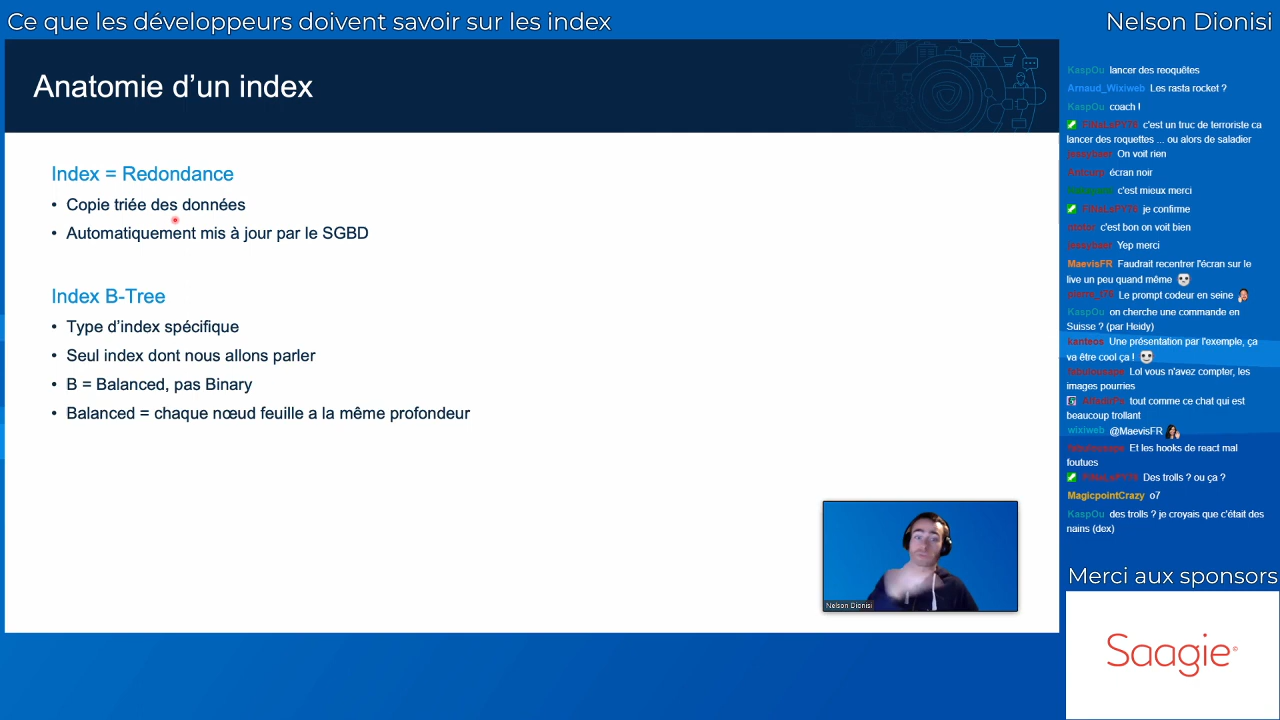 Ce que les développeurs doivent savoir sur les index
Nelson Dionisi
Anatomie d'un index
Index = Redondance
• Copie triée des données
• Automatiquement mis à jour par le SGBD
Index B-Tree
• Type d'index spécifique
• Seul index dont nous allons parler
• B = Balanced, pas Binary
• Balanced = chaque nœud feuille a la même profondeur
Nelson Dionisi
KaspOu lancer des reoquêtes
Arnaud_Wixiweb Les rasta rocket ?
KaspOu coach !
c'est un truc de terroriste ca
lancer des roquettes ... ou alors de saladier
On voit rien
écran noir
c'est mieux merci
je confirme
c'est bon on voit bien
Yep merci
MaevisFR Faudrait recentrer l'écran sur le
live un peu quand même
Le prompt codeur en seine
KaspOu on cherche une commande en
Suisse ? (par Heidy)
kanteos Une présentation par l'exemple, ça
va être cool ça !
Lol vous n'avez compter, les
images pourries
tout comme ce chat qui est
beaucoup trollant
wixiweb @MaevisFR
Et les hooks de react mal
foutues
Des trolls ? ou ça ?
MagicpointCrazy o7
KaspOu des trolls ? je croyais que c'était des
nains (dex)
Merci aux sponsors
Saagie